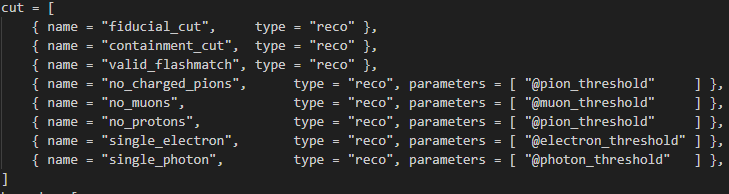 cut = [
    { name = "fiducial_cut",    type = "reco" },
    { name = "containment_cut",  type = "reco" },
    { name = "valid_flashmatch", type = "reco" },
    { name = "no_charged_pions",      type = "reco", parameters = [ "@pion_threshold"     ] },
    { name = "no_muons",              type = "reco", parameters = [ "@muon_threshold"     ] },
    { name = "no_protons",            type = "reco", parameters = [ "@pion_threshold"     ] },
    { name = "single_electron",       type = "reco", parameters = [ "@electron_threshold" ] },
    { name = "single_photon",         type = "reco", parameters = [ "@photon_threshold"   ] },
]